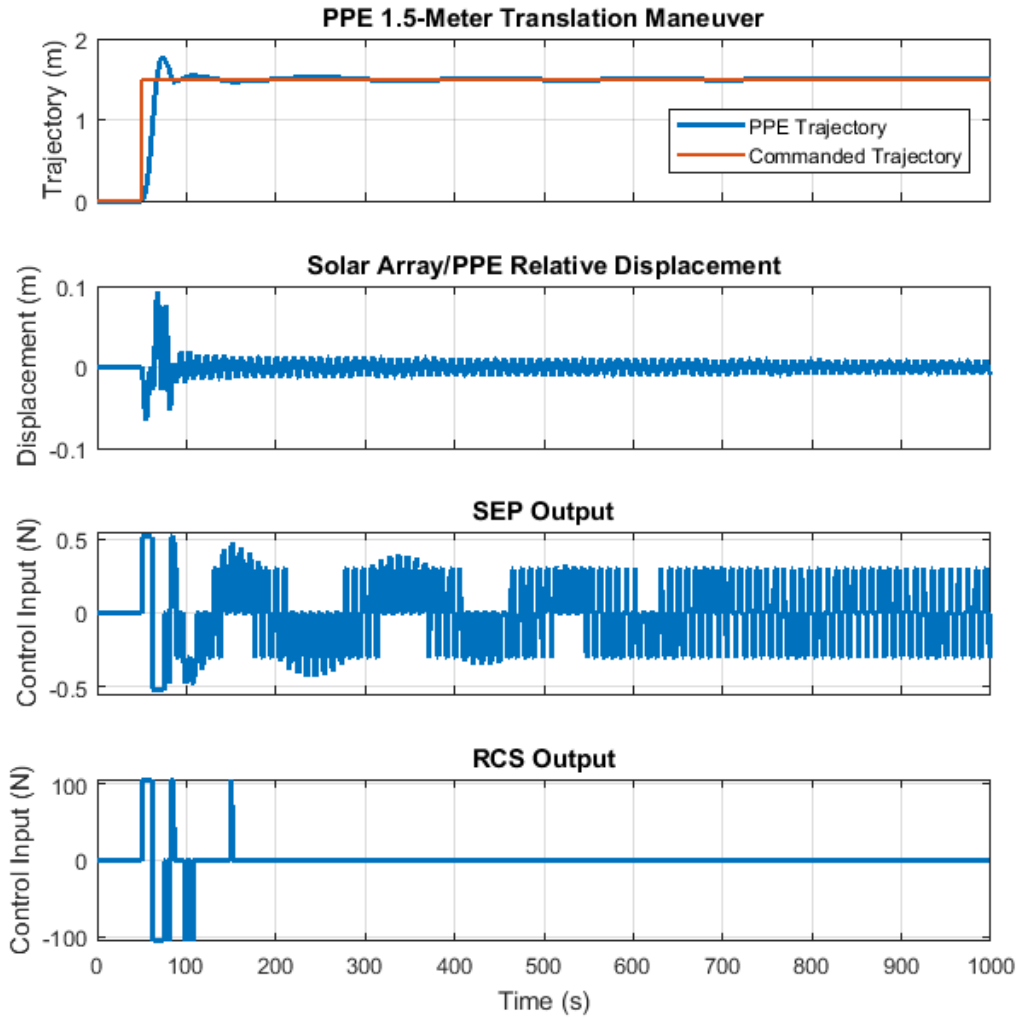 PPE 1.5-Meter Translation Maneuver
Trajectory (m)
2
1
0
PPE Trajectory
Commanded Trajectory
Solar Array/PPE Relative Displacement
Displacement (m)
0.1
0
-0.1
SEP Output
Control Input (N)
0.5
0
-0.5
RCS Output
Control Input (N)
100
0
-100
0 100 200 300 400 500 600 700 800 900 1000
Time (s)